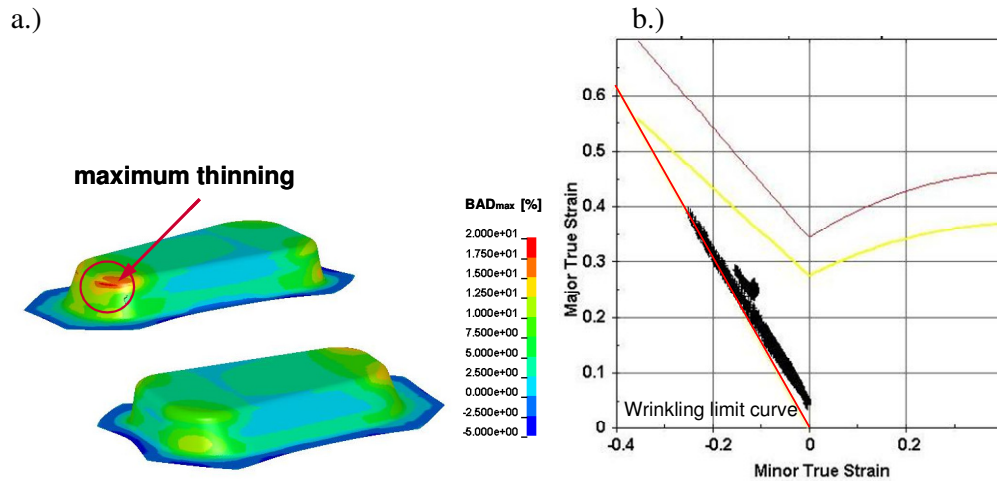 a.)
b.)
maximum thinning
BADmax [%]
2.000e+01
1.750e+01
1.500e+01
1.250e+01
1.000e+01
7.500e+00
5.000e+00
2.500e+00
0.000e+00
-2.500e+00
-5.000e+00
Major True Strain
0.6
0.5
0.4
0.3
0.2
0.1
0
Wrinkling limit curve
-0.4
-0.2
0
0.2
Minor True Strain